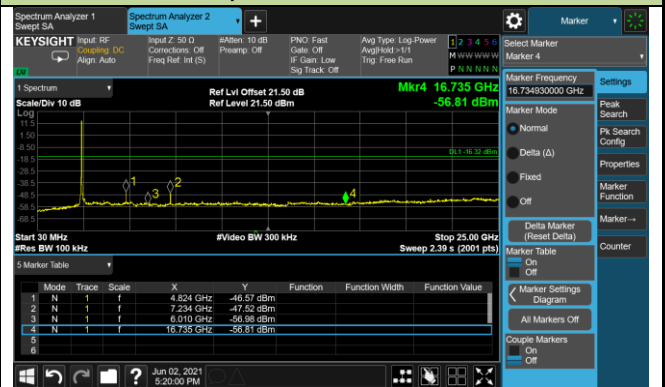 Spectrum Analyzer 1
Swept SA
Spectrum Analyzer 2
Swept SA
Marker
KEYSIGHT
Input: RF
Coupling: DC
Align: Auto
Input Z: 50 Ω
Corrections: Off
Freq Ref: Int (S)
#Atten: 10 dB
Preamp: Off
PNO: Fast
Gate: Off
IF Gain: Low
Sig Track: Off
Avg Type: Log-Power
Avg|Hold:>1/1
Trig: Free Run
1 2 3 4 5 6
M W W W W W
P N N N N N
LXI
Select Marker
Marker 4
1 Spectrum
Scale/Div 10 dB
Log
Ref Lvl Offset 21.50 dB
Ref Level 21.50 dBm
Mkr4 16.735 GHz
-56.81 dBm
11.5
1.50
-8.50
-18.5
-28.5
-38.5
-48.5
-58.5
-68.5
DL1 -16.32 dBm
1
2
3
4
Start 30 MHz
#Res BW 100 kHz
#Video BW 300 kHz
Stop 25.00 GHz
Sweep 2.39 s (2001 pts)
5 Marker Table
Mode Trace Scale X Y Function Function Width Function Value
1 N 1 f 4.824 GHz -46.57 dBm
2 N 1 f 7.234 GHz -47.52 dBm
3 N 1 f 6.010 GHz -56.98 dBm
4 N 1 f 16.735 GHz -56.81 dBm
5
6
Marker Frequency
16.734930000 GHz
Marker Mode
Normal
Delta (Δ)
Fixed
Off
Delta Marker
(Reset Delta)
Marker Table
On
Off
Marker Settings
Diagram
All Markers Off
Couple Markers
On
Off
Settings
Peak
Search
Pk Search
Config
Properties
Marker
Function
Marker→
Counter
?
Jun 02, 2021
5:20:00 PM